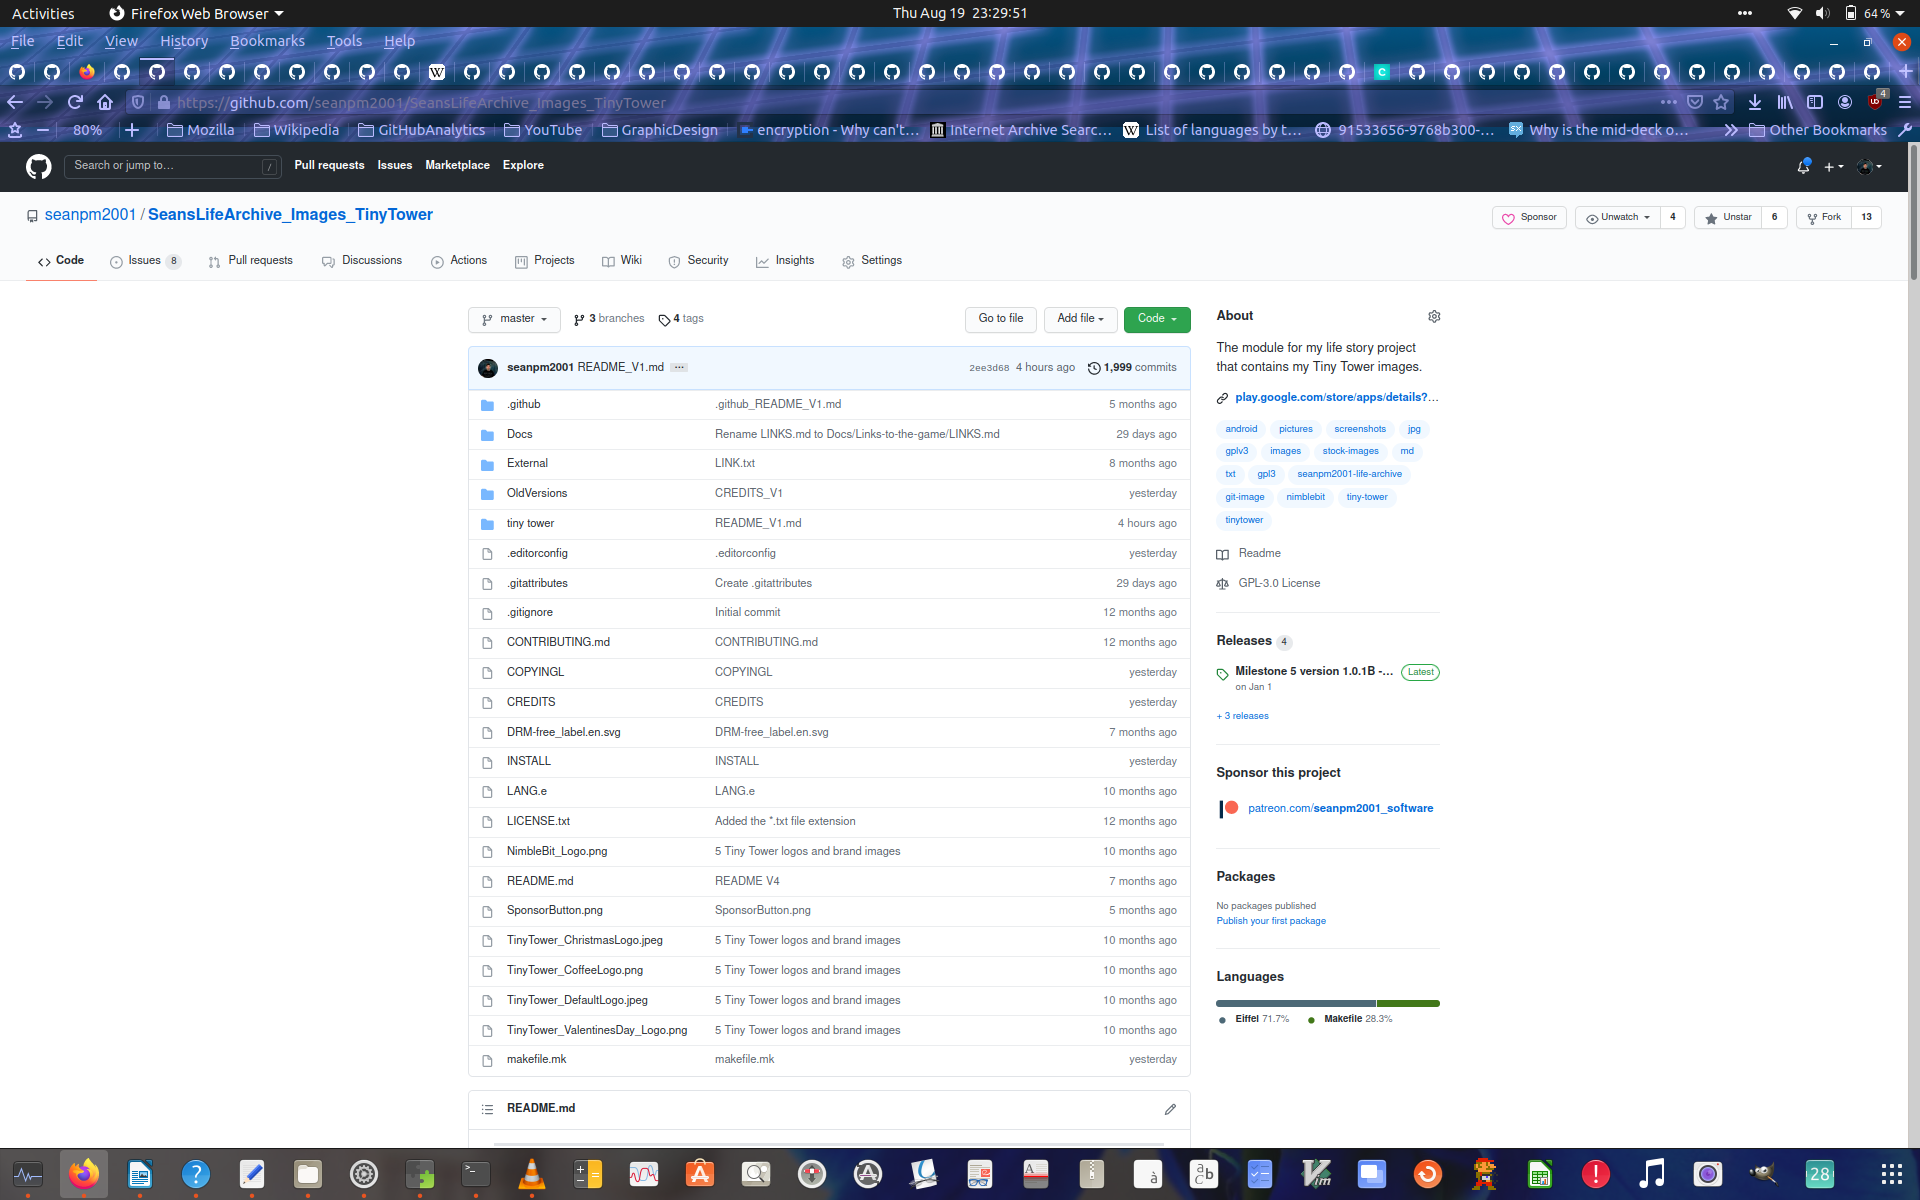 Activities Firefox Web Browser Thu Aug 19 23:29:51 64 %
File Edit View History Bookmarks Tools Help
https://github.com/seanpm2001/SeansLifeArchive_Images_TinyTower 4
80% Mozilla Wikipedia GitHubAnalytics YouTube GraphicDesign encryption - Why can't… Internet Archive Searc… List of languages by t… 91533656-9768b300-… Why is the mid-deck o… Other Bookmarks
Search or jump to… / Pull requests Issues Marketplace Explore
seanpm2001 / SeansLifeArchive_Images_TinyTower Sponsor Unwatch 4 Unstar 6 Fork 13
Code Issues 8 Pull requests Discussions Actions Projects Wiki Security Insights Settings
master 3 branches 4 tags Go to file Add file Code
seanpm2001 README_V1.md ... 2ee3d68 4 hours ago 1,999 commits
.github .github_README_V1.md 5 months ago
Docs Rename LINKS.md to Docs/Links-to-the-game/LINKS.md 29 days ago
External LINK.txt 8 months ago
OldVersions CREDITS_V1 yesterday
tiny tower README_V1.md 4 hours ago
.editorconfig .editorconfig yesterday
.gitattributes Create .gitattributes 29 days ago
.gitignore Initial commit 12 months ago
CONTRIBUTING.md CONTRIBUTING.md 12 months ago
COPYINGL COPYINGL yesterday
CREDITS CREDITS yesterday
DRM-free_label.en.svg DRM-free_label.en.svg 7 months ago
INSTALL INSTALL yesterday
LANG.e LANG.e 10 months ago
LICENSE.txt Added the *.txt file extension 12 months ago
NimbleBit_Logo.png 5 Tiny Tower logos and brand images 10 months ago
README.md README V4 7 months ago
SponsorButton.png SponsorButton.png 5 months ago
TinyTower_ChristmasLogo.jpeg 5 Tiny Tower logos and brand images 10 months ago
TinyTower_CoffeeLogo.png 5 Tiny Tower logos and brand images 10 months ago
TinyTower_DefaultLogo.jpeg 5 Tiny Tower logos and brand images 10 months ago
TinyTower_ValentinesDay_Logo.png 5 Tiny Tower logos and brand images 10 months ago
makefile.mk makefile.mk yesterday
README.md
About
The module for my life story project
that contains my Tiny Tower images.
play.google.com/store/apps/details?…
android pictures screenshots jpg
gplv3 images stock-images md
txt gpl3 seanpm2001-life-archive
git-image nimblebit tiny-tower
tinytower
Readme
GPL-3.0 License
Releases 4
Milestone 5 version 1.0.1B -… Latest
on Jan 1
+ 3 releases
Sponsor this project
patreon.com/seanpm2001_software
Packages
No packages published
Publish your first package
Languages
Eiffel 71.7% Makefile 28.3%
28